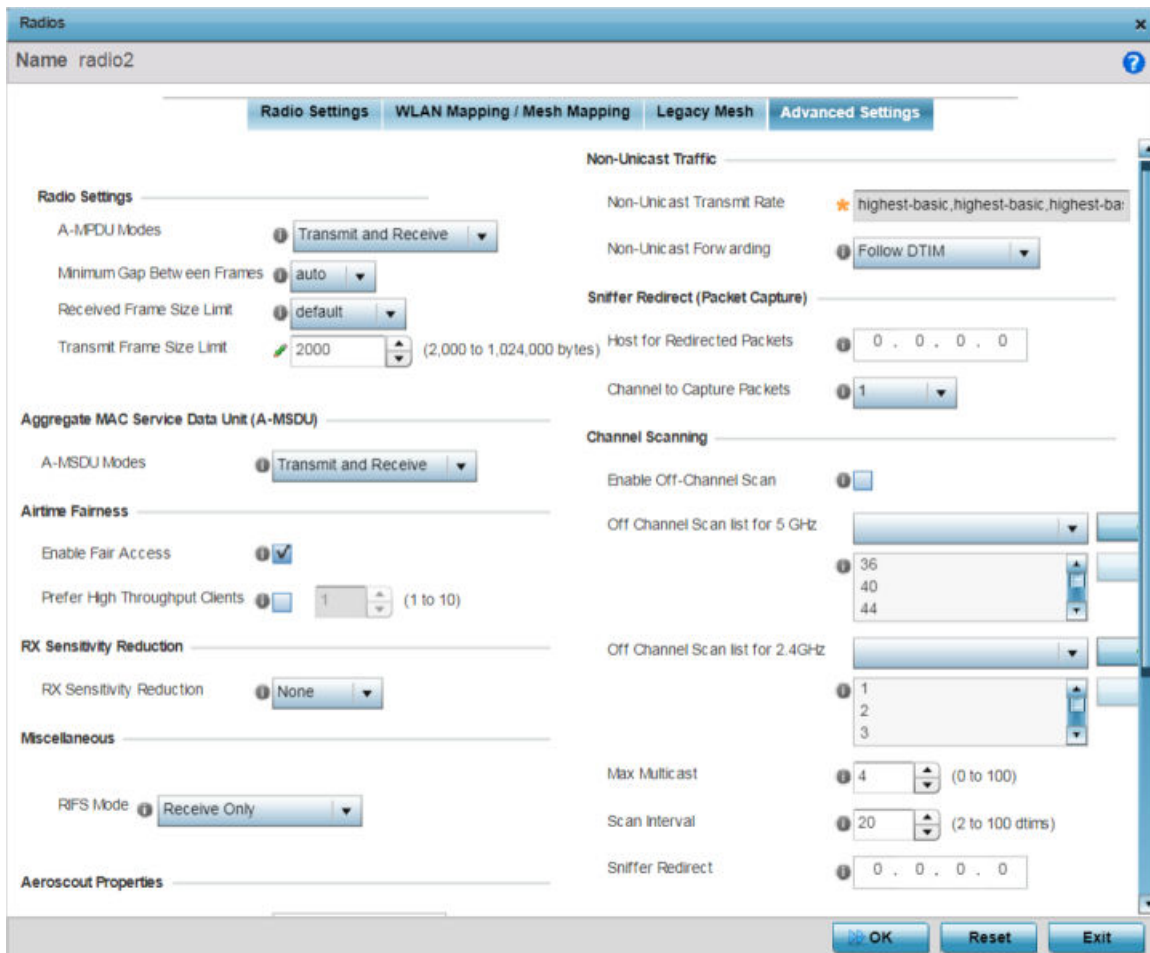 Radios
Name radio2
Radio Settings
WLAN Mapping / Mesh Mapping
Legacy Mesh
Advanced Settings
Radio Settings
A-MPDU Modes
Transmit and Receive
Minimum Gap Between Frames
auto
Received Frame Size Limit
default
Transmit Frame Size Limit
2000
(2,000 to 1,024,000 bytes)
Aggregate MAC Service Data Unit (A-MSDU)
A-MSDU Modes
Transmit and Receive
Airtime Fairness
Enable Fair Access
Prefer High Throughput Clients
1
(1 to 10)
RX Sensitivity Reduction
RX Sensitivity Reduction
None
Miscellaneous
RIFS Mode
Receive Only
Aeroscout Properties
Non-Unicast Traffic
Non-Unicast Transmit Rate
highest-basic,highest-basic,highest-ba
Non-Unicast Forwarding
Follow DTIM
Sniffer Redirect (Packet Capture)
Host for Redirected Packets
0 . 0 . 0 . 0
Channel to Capture Packets
1
Channel Scanning
Enable Off-Channel Scan
Off Channel Scan list for 5 GHz
36
40
44
Off Channel Scan list for 2.4GHz
1
2
3
Max Multicast
4
(0 to 100)
Scan Interval
20
(2 to 100 dtims)
Sniffer Redirect
0 . 0 . 0 . 0
OK
Reset
Exit